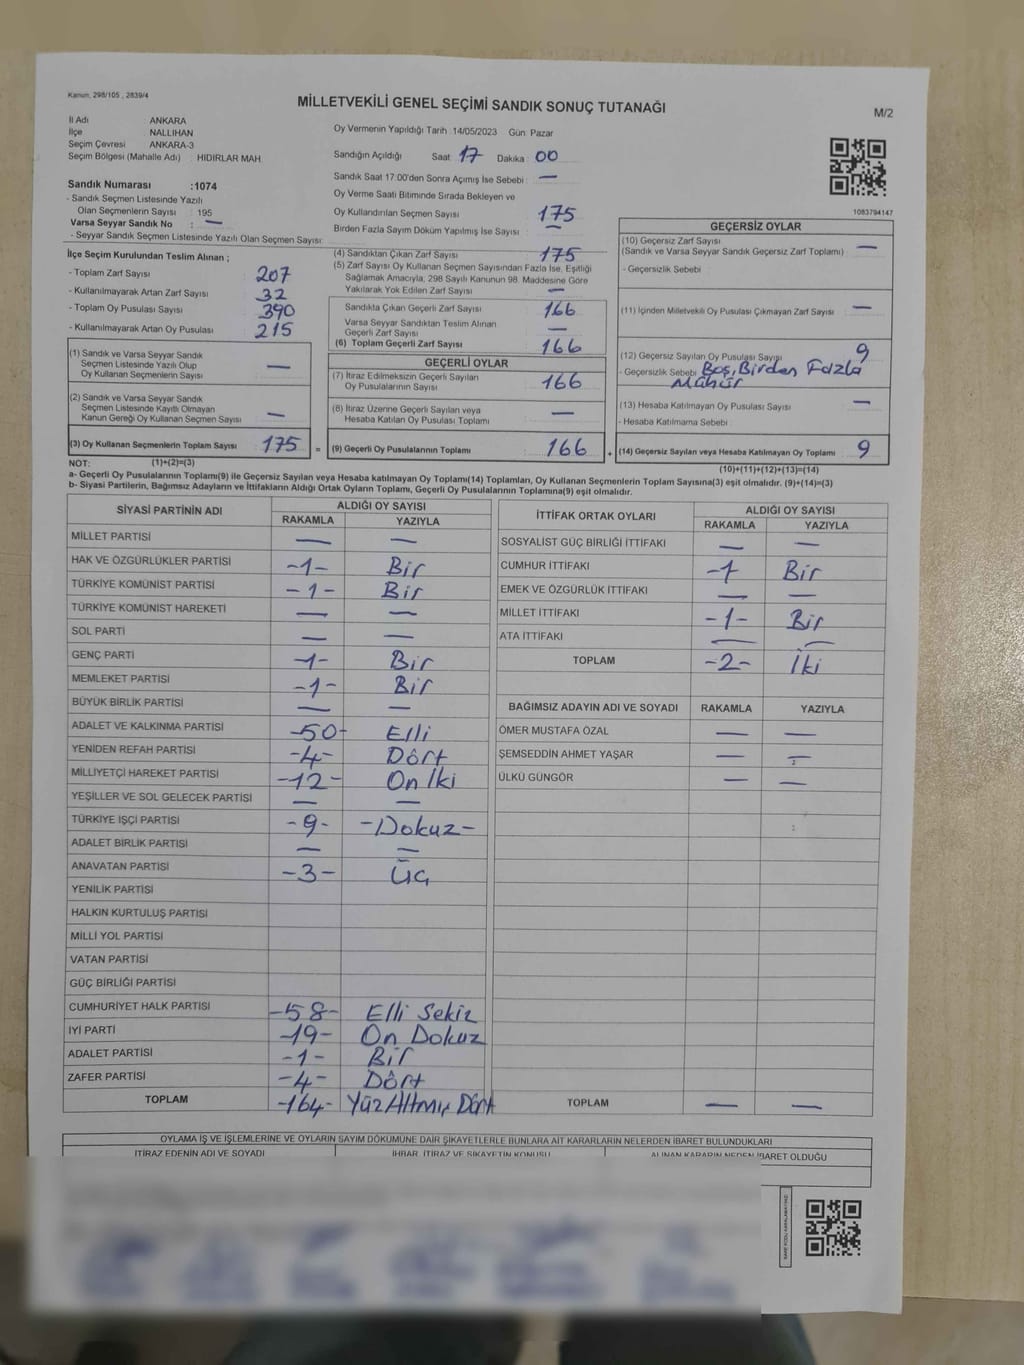 Kanun, 298/105 , 2839/4
MİLLETVEKİLİ GENEL SEÇİMİ SANDIK SONUÇ TUTANAĞI
M/2
İl Adı ANKARA
İlçe NALLIHAN
Seçim Çevresi ANKARA-3
Seçim Bölgesi (Mahalle Adı) : HIDIRLAR MAH.
Oy Vermenin Yapıldığı Tarih :14/05/2023 Gün: Pazar
Sandığın Açıldığı Saat : 17 Dakika : 00
Sandık Saat 17:00'den Sonra Açımış İse Sebebi : —
Oy Verme Saati Bitiminde Sırada Bekleyen ve
Oy Kullandırılan Seçmen Sayısı : 175
Birden Fazla Sayım Döküm Yapılmış İse Sayısı : —
Sandık Numarası :1074
- Sandık Seçmen Listesinde Yazılı
Olan Seçmenlerin Sayısı : 195
Varsa Seyyar Sandık No : —
- Seyyar Sandık Seçmen Listesinde Yazılı Olan Seçmen Sayısı:
İlçe Seçim Kurulundan Teslim Alınan ;
- Toplam Zarf Sayısı : 207
- Kullanılmayarak Artan Zarf Sayısı : 32
- Toplam Oy Pusulası Sayısı : 390
- Kullanılmayarak Artan Oy Pusulası : 215
(1) Sandık ve Varsa Seyyar Sandık
Seçmen Listesinde Yazılı Olup
Oy Kullanan Seçmenlerin Sayısı : —
(2) Sandık ve Varsa Seyyar Sandık
Seçmen Listesinde Kayıtlı Olmayan
Kanun Gereği Oy Kullanan Seçmen Sayısı : —
(3) Oy Kullanan Seçmenlerin Toplam Sayısı : 175 =
(1)+(2)=(3)
(4) Sandıktan Çıkan Zarf Sayısı : 175
(5) Zarf Sayısı Oy Kullanan Seçmen Sayısından Fazla İse, Eşitliği
Sağlamak Amacıyla, 298 Sayılı Kanunun 98. Maddesine Göre
Yakılarak Yok Edilen Zarf Sayısı : —
Sandıkta Çıkan Geçerli Zarf Sayısı : 166
Varsa Seyyar Sandıktan Teslim Alınan
Geçerli Zarf Sayısı : —
(6) Toplam Geçerli Zarf Sayısı : 166
GEÇERLİ OYLAR
(7) İtiraz Edilmeksizin Geçerli Sayılan
Oy Pusulalarının Sayısı : 166
(8) İtiraz Üzerine Geçerli Sayılan veya
Hesaba Katılan Oy Pusulası Toplamı : —
(9) Geçerli Oy Pusulalarının Toplamı : 166 +
1083794147
GEÇERSİZ OYLAR
(10) Geçersiz Zarf Sayısı
(Sandık ve Varsa Seyyar Sandık Geçersiz Zarf Toplamı) : —
- Geçersizlik Sebebi :
(11) İçinden Milletvekili Oy Pusulası Çıkmayan Zarf Sayısı : —
(12) Geçersiz Sayılan Oy Pusulası Sayısı : 9
- Geçersizlik Sebebi : Boş, Birden Fazla
Mühür
(13) Hesaba Katılmayan Oy Pusulası Sayısı : —
- Hesaba Katılmama Sebebi :
(14) Geçersiz Sayılan veya Hesaba Katılmayan Oy Toplamı : 9
(10)+(11)+(12)+(13)=(14)
NOT:
a- Geçerli Oy Pusulalarının Toplamı(9) ile Geçersiz Sayılan veya Hesaba katılmayan Oy Toplamı(14) Toplamları, Oy Kullanan Seçmenlerin Toplam Sayısına(3) eşit olmalıdır. (9)+(14)=(3)
b- Siyasi Partilerin, Bağımsız Adayların ve İttifakların Aldığı Ortak Oyların Toplamı, Geçerli Oy Pusulalarının Toplamına(9) eşit olmalıdır.
SİYASİ PARTİNİN ADI ALDIĞI OY SAYISI
RAKAMLA YAZIYLA
MİLLET PARTİSİ — —
HAK VE ÖZGÜRLÜKLER PARTİSİ -1- Bir
TÜRKİYE KOMÜNİST PARTİSİ -1- Bir
TÜRKİYE KOMÜNİST HAREKETİ — —
SOL PARTİ — —
GENÇ PARTİ -1- Bir
MEMLEKET PARTİSİ -1- Bir
BÜYÜK BİRLİK PARTİSİ — —
ADALET VE KALKINMA PARTİSİ -50- Elli
YENİDEN REFAH PARTİSİ -4- Dört
MİLLİYETÇİ HAREKET PARTİSİ -12- On İki
YEŞİLLER VE SOL GELECEK PARTİSİ — —
TÜRKİYE İŞÇİ PARTİSİ -9- -Dokuz-
ADALET BİRLİK PARTİSİ — —
ANAVATAN PARTİSİ -3- Üç
YENİLİK PARTİSİ
HALKIN KURTULUŞ PARTİSİ
MİLLİ YOL PARTİSİ
VATAN PARTİSİ
GÜÇ BİRLİĞİ PARTİSİ
CUMHURİYET HALK PARTİSİ -58- Elli Sekiz
İYİ PARTİ -19- On Dokuz
ADALET PARTİSİ -1- Bir
ZAFER PARTİSİ -4- Dört
TOPLAM -164- Yüz Altmış Dört
İTTİFAK ORTAK OYLARI ALDIĞI OY SAYISI
RAKAMLA YAZIYLA
SOSYALİST GÜÇ BİRLİĞİ İTTİFAKI — —
CUMHUR İTTİFAKI -1 Bir
EMEK VE ÖZGÜRLÜK İTTİFAKI — —
MİLLET İTTİFAKI -1- Bir
ATA İTTİFAKI — —
TOPLAM -2- İki
BAĞIMSIZ ADAYIN ADI VE SOYADI RAKAMLA YAZIYLA
ÖMER MUSTAFA ÖZAL — —
ŞEMSEDDİN AHMET YAŞAR — —
ÜLKÜ GÜNGÖR — —
TOPLAM — —
OYLAMA İŞ VE İŞLEMLERİNE VE OYLARIN SAYIM DÖKÜMÜNE DAİR ŞİKAYETLERLE BUNLARA AİT KARARLARIN NELERDEN İBARET BULUNDUKLARI
İTİRAZ EDENİN ADI VE SOYADI İHBAR, İTİRAZ VE ŞİKAYETİN KONUSU ALINAN KARARIN NEDEN İBARET OLDUĞU